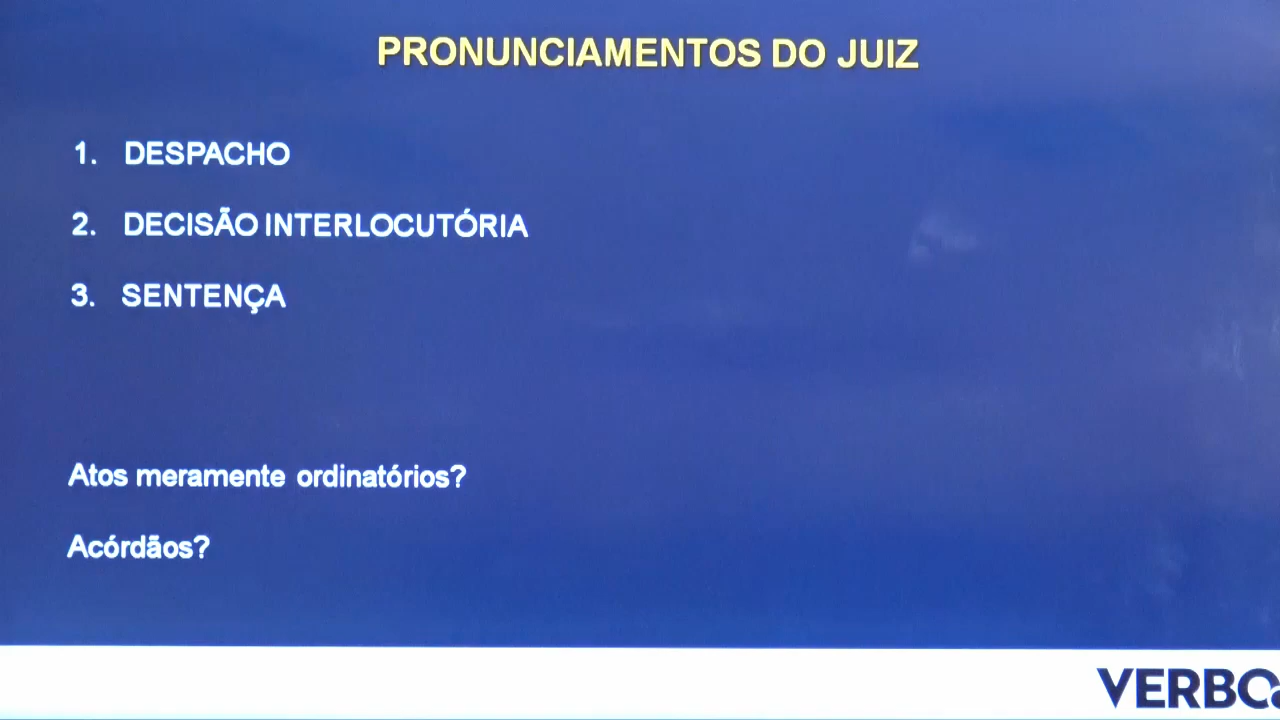 PRONUNCIAMENTOS DO JUIZ
1. DESPACHO
2. DECISÃO INTERLOCUTÓRIA
3. SENTENÇA
Atos meramente ordinatórios?
Acórdãos?
VERBO